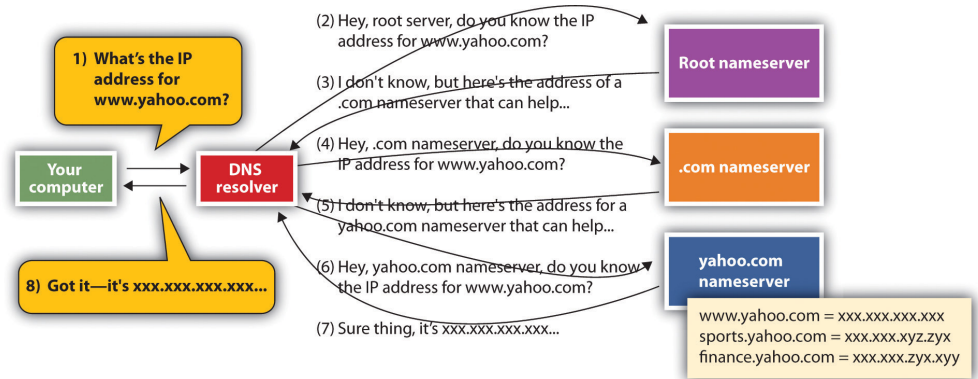 1) What's the IP
address for
www.yahoo.com?
(2) Hey, root server, do you know the IP
address for www.yahoo.com?
Root nameserver
(3) I don't know, but here's the address of a
.com nameserver that can help...
Your
computer
DNS
resolver
(4) Hey, .com nameserver, do you know the
IP address for www.yahoo.com?
.com nameserver
(5) I don't know, but here's the address for a
yahoo.com nameserver that can help...
(6) Hey, yahoo.com nameserver, do you know
the IP address for www.yahoo.com?
yahoo.com
nameserver
(7) Sure thing, it's xxx.xxx.xxx.xxx...
8) Got it—it's xxx.xxx.xxx.xxx...
www.yahoo.com = xxx.xxx.xxx.xxx
sports.yahoo.com = xxx.xxx.xyz.zyx
finance.yahoo.com = xxx.xxx.zyx.xyy